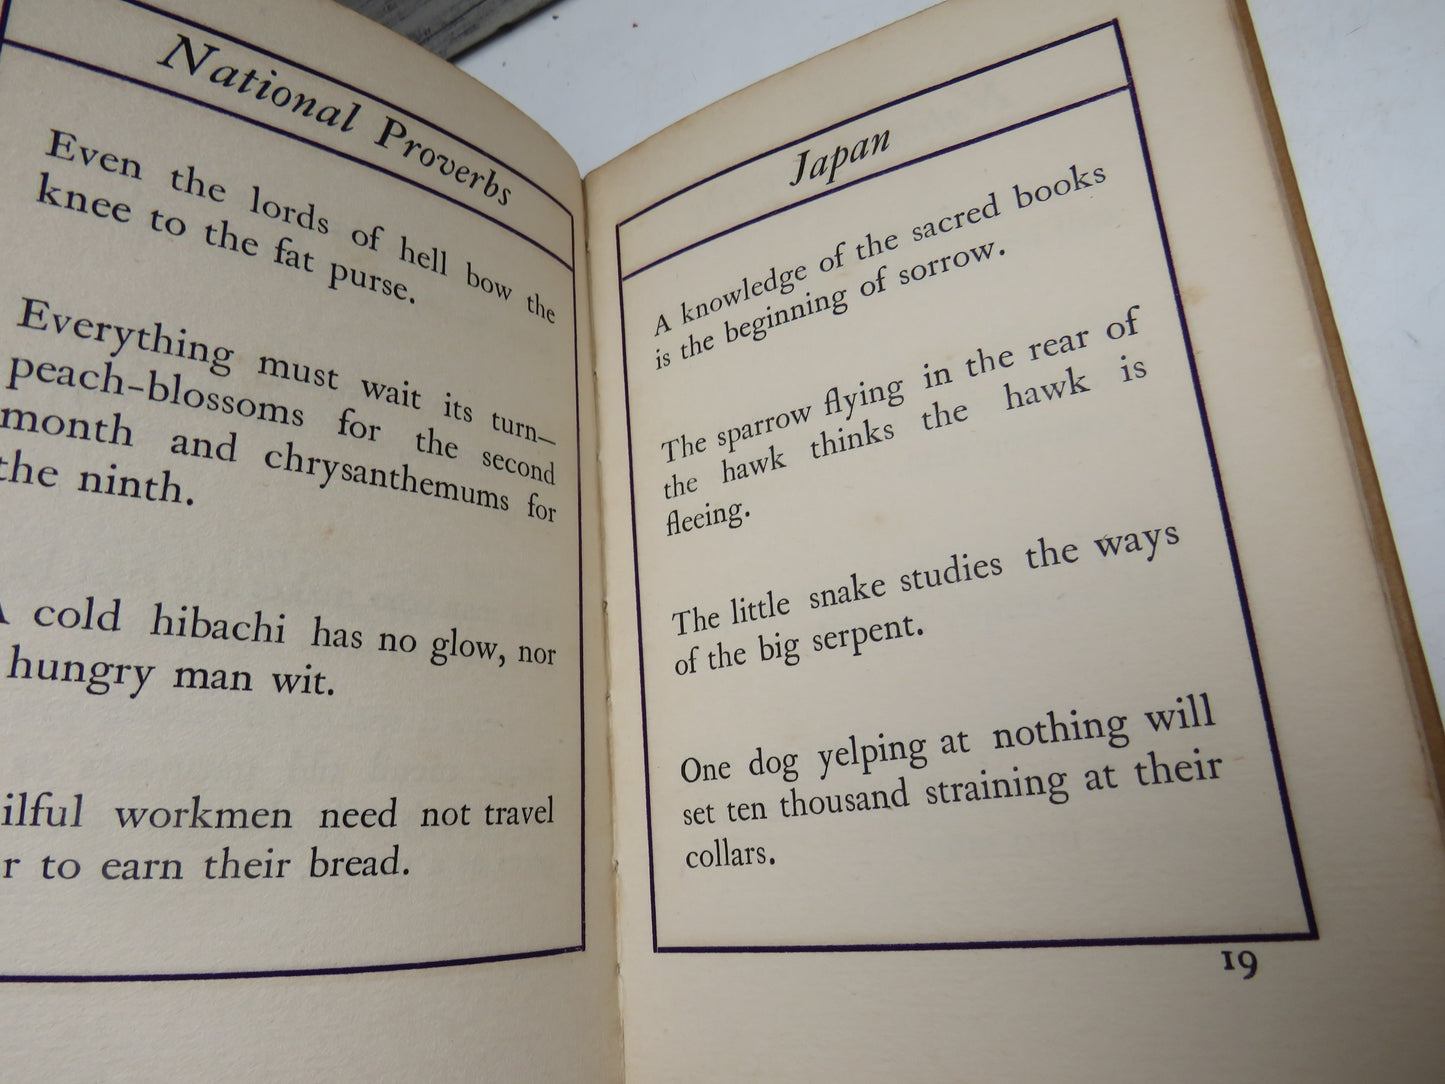 National Proverbs
Even the lords of hell bow the
knee to the fat purse.
Everything must wait its turn—
peach-blossoms for the second
month and chrysanthemums for
the ninth.
A cold hibachi has no glow, nor
hungry man wit.
ilful workmen need not travel
r to earn their bread.
Japan
A knowledge of the sacred books
is the beginning of sorrow.
The sparrow flying in the rear of
the hawk thinks the hawk is
fleeing.
The little snake studies the ways
of the big serpent.
One dog yelping at nothing will
set ten thousand straining at their
collars.
19